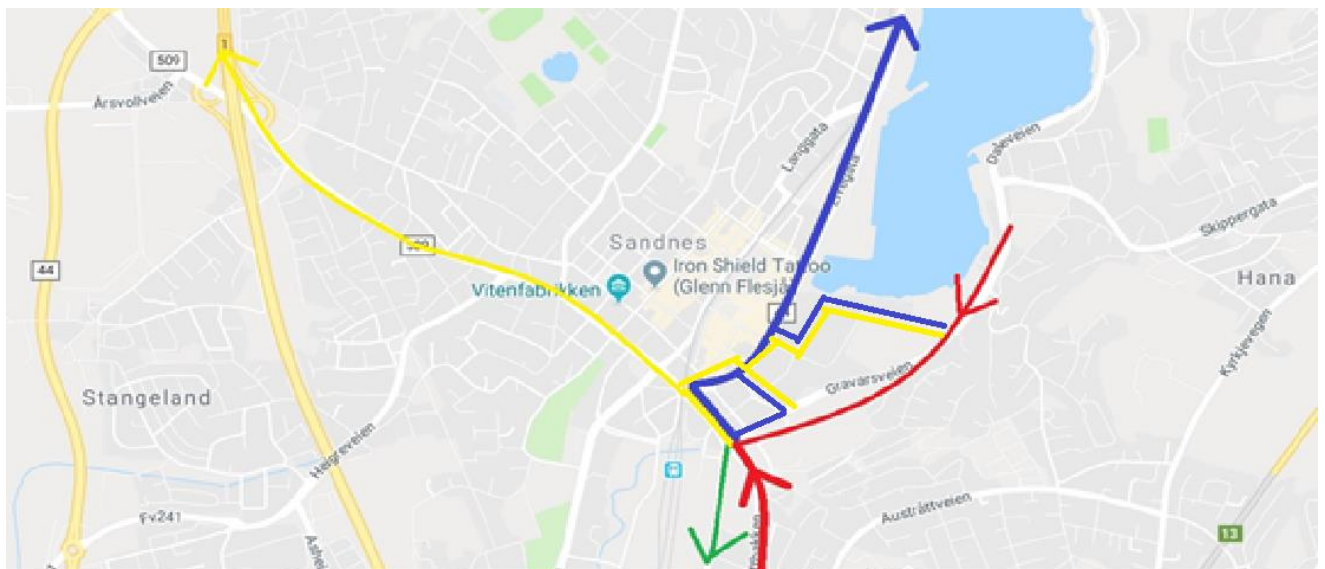 1
509
Årsvollveien
Daleveien
Langgata
Skippergata
Sandnes
44
Iron Shield Tattoo
(Glenn Flesjå)
Vitenfabrikken
Hana
Kyrkjevegen
Gravarsveien
Stangeland
Helgreveien
Austråttveien
Fv241
13